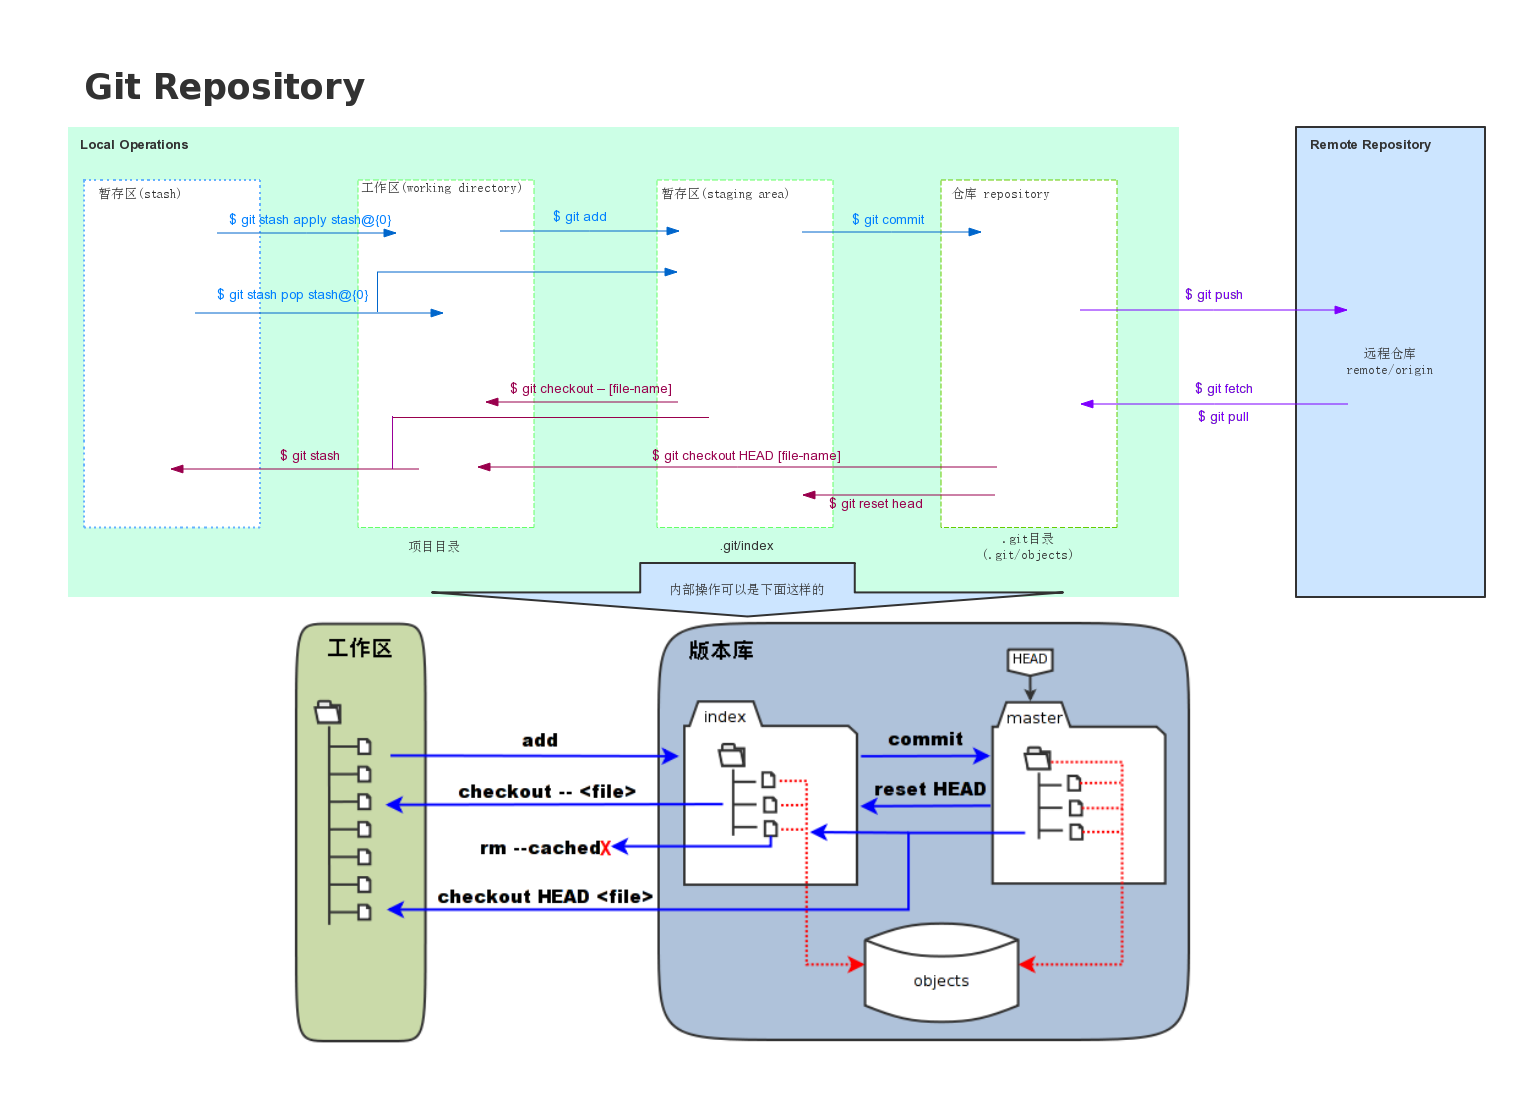 Git Repository
Local Operations
Remote Repository
暂存区(stash)
工作区(working directory)
暂存区(staging area)
仓库 repository
$ git stash apply stash@{0}
$ git add
$ git commit
$ git stash pop stash@{0}
$ git push
远程仓库
remote/origin
$ git checkout – [file-name]
$ git fetch
$ git pull
$ git stash
$ git checkout HEAD [file-name]
$ git reset head
项目目录
.git/index
.git目录
(.git/objects)
内部操作可以是下面这样的
工作区
版本库
HEAD
index
master
add
commit
checkout -- <file>
reset HEAD
rm --cached
X
checkout HEAD <file>
objects